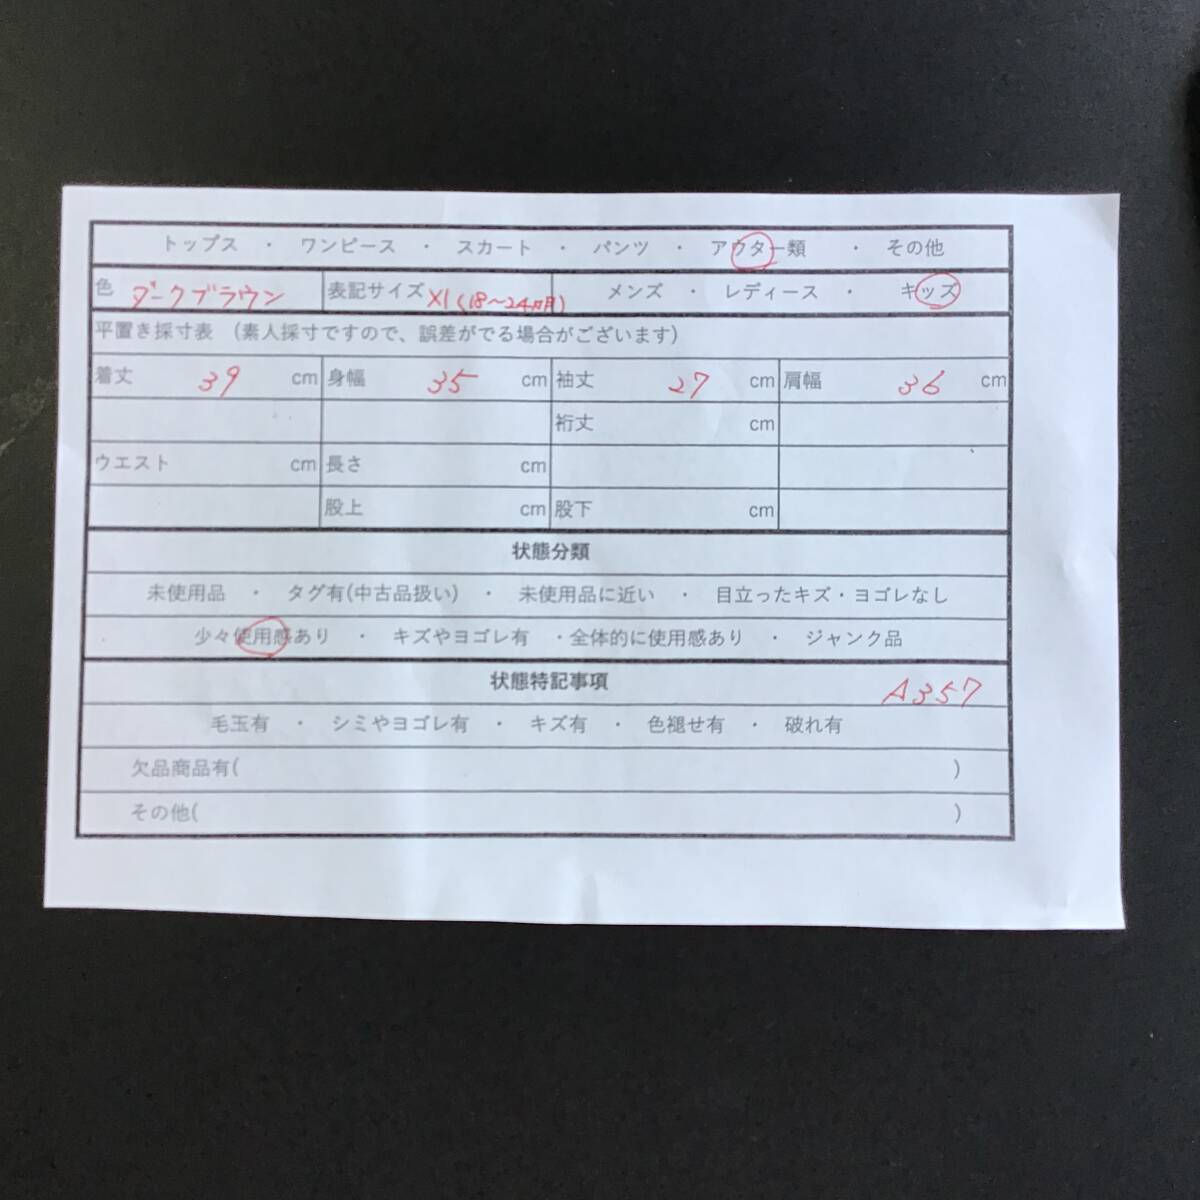 トップス ・ ワンピース ・ スカート ・ パンツ ・ アウター類 ・ その他
色 ダークブラウン 表記サイズ X1(18〜24ヶ月) メンズ ・ レディース ・ キッズ
平置き採寸表 (素人採寸ですので、誤差がでる場合がございます)
着丈 39 cm 身幅 35 cm 袖丈 27 cm 肩幅 36 cm
裄丈 cm
ウエスト cm 長さ cm
股上 cm 股下 cm
状態分類
未使用品 ・ タグ有(中古品扱い) ・ 未使用品に近い ・ 目立ったキズ・ヨゴレなし
少々使用感あり ・ キズやヨゴレ有 ・全体的に使用感あり ・ ジャンク品
状態特記事項 A357
毛玉有 ・ シミやヨゴレ有 ・ キズ有 ・ 色褪せ有 ・ 破れ有
欠品商品有( )
その他( )